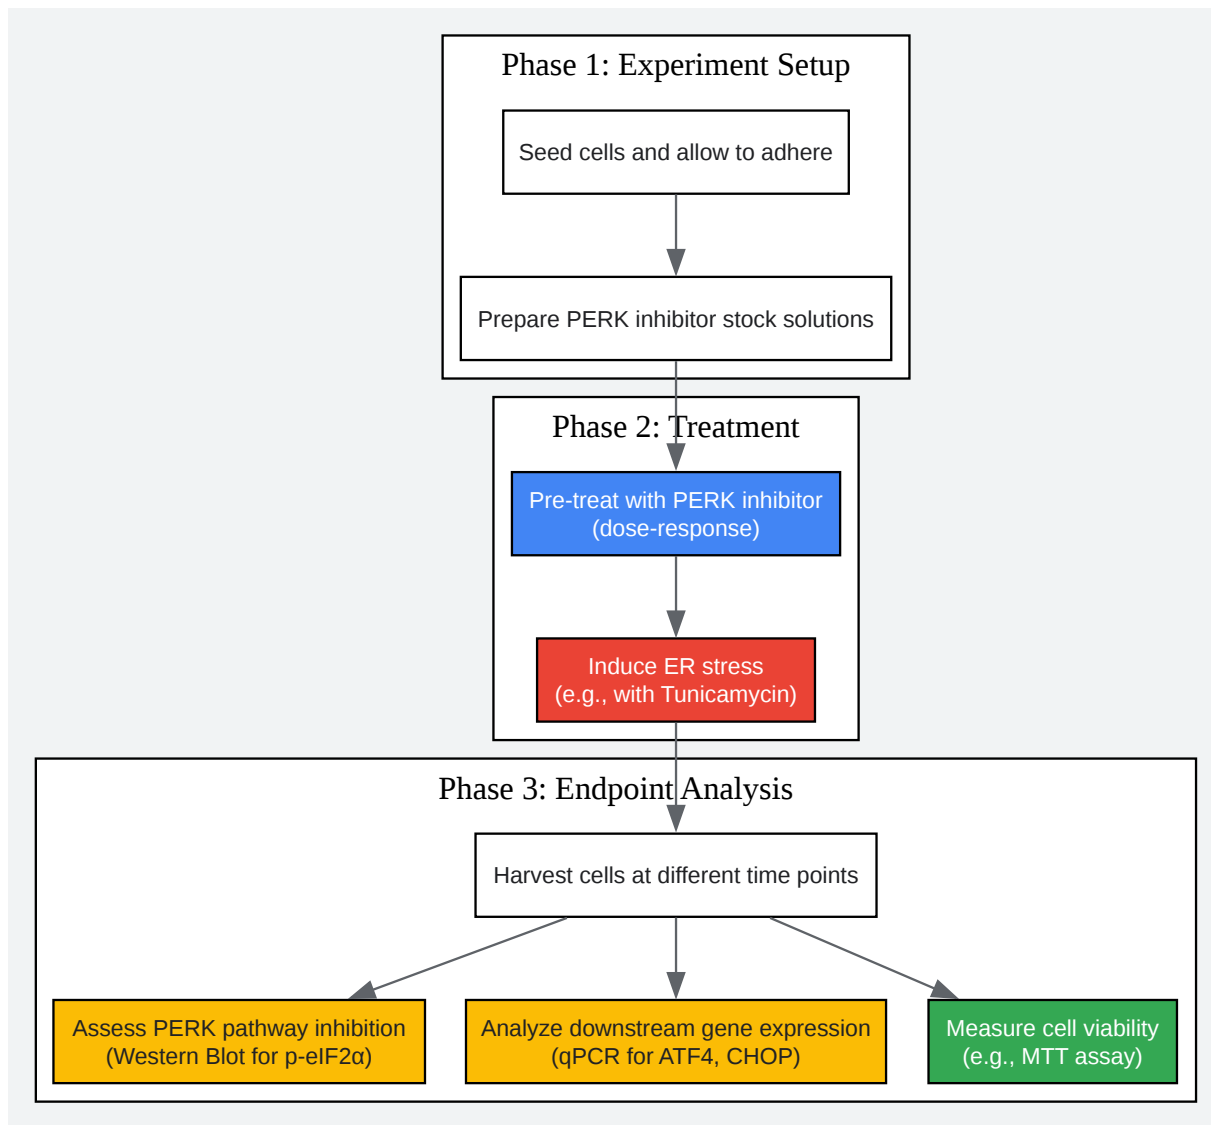 Phase 1: Experiment Setup
Seed cells and allow to adhere
Prepare PERK inhibitor stock solutions
Phase 2: Treatment
Pre-treat with PERK inhibitor
(dose-response)
Induce ER stress
(e.g., with Tunicamycin)
Phase 3: Endpoint Analysis
Harvest cells at different time points
Assess PERK pathway inhibition
(Western Blot for p-eIF2α)
Analyze downstream gene expression
(qPCR for ATF4, CHOP)
Measure cell viability
(e.g., MTT assay)